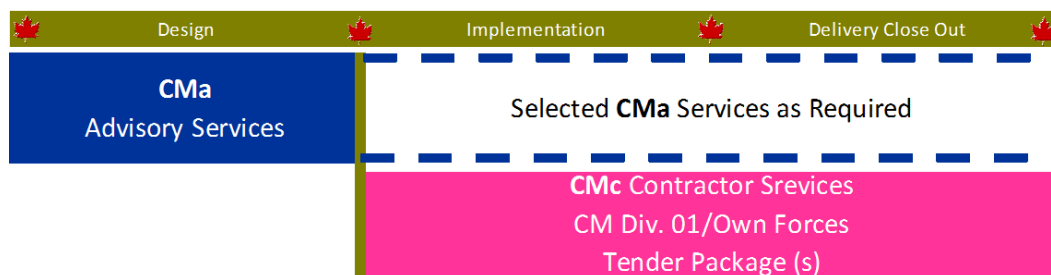 Design Implementation Delivery Close Out
CMa
Advisory Services
Selected CMa Services as Required
CMc Contractor Srevices
CM Div. 01/Own Forces
Tender Package (s)